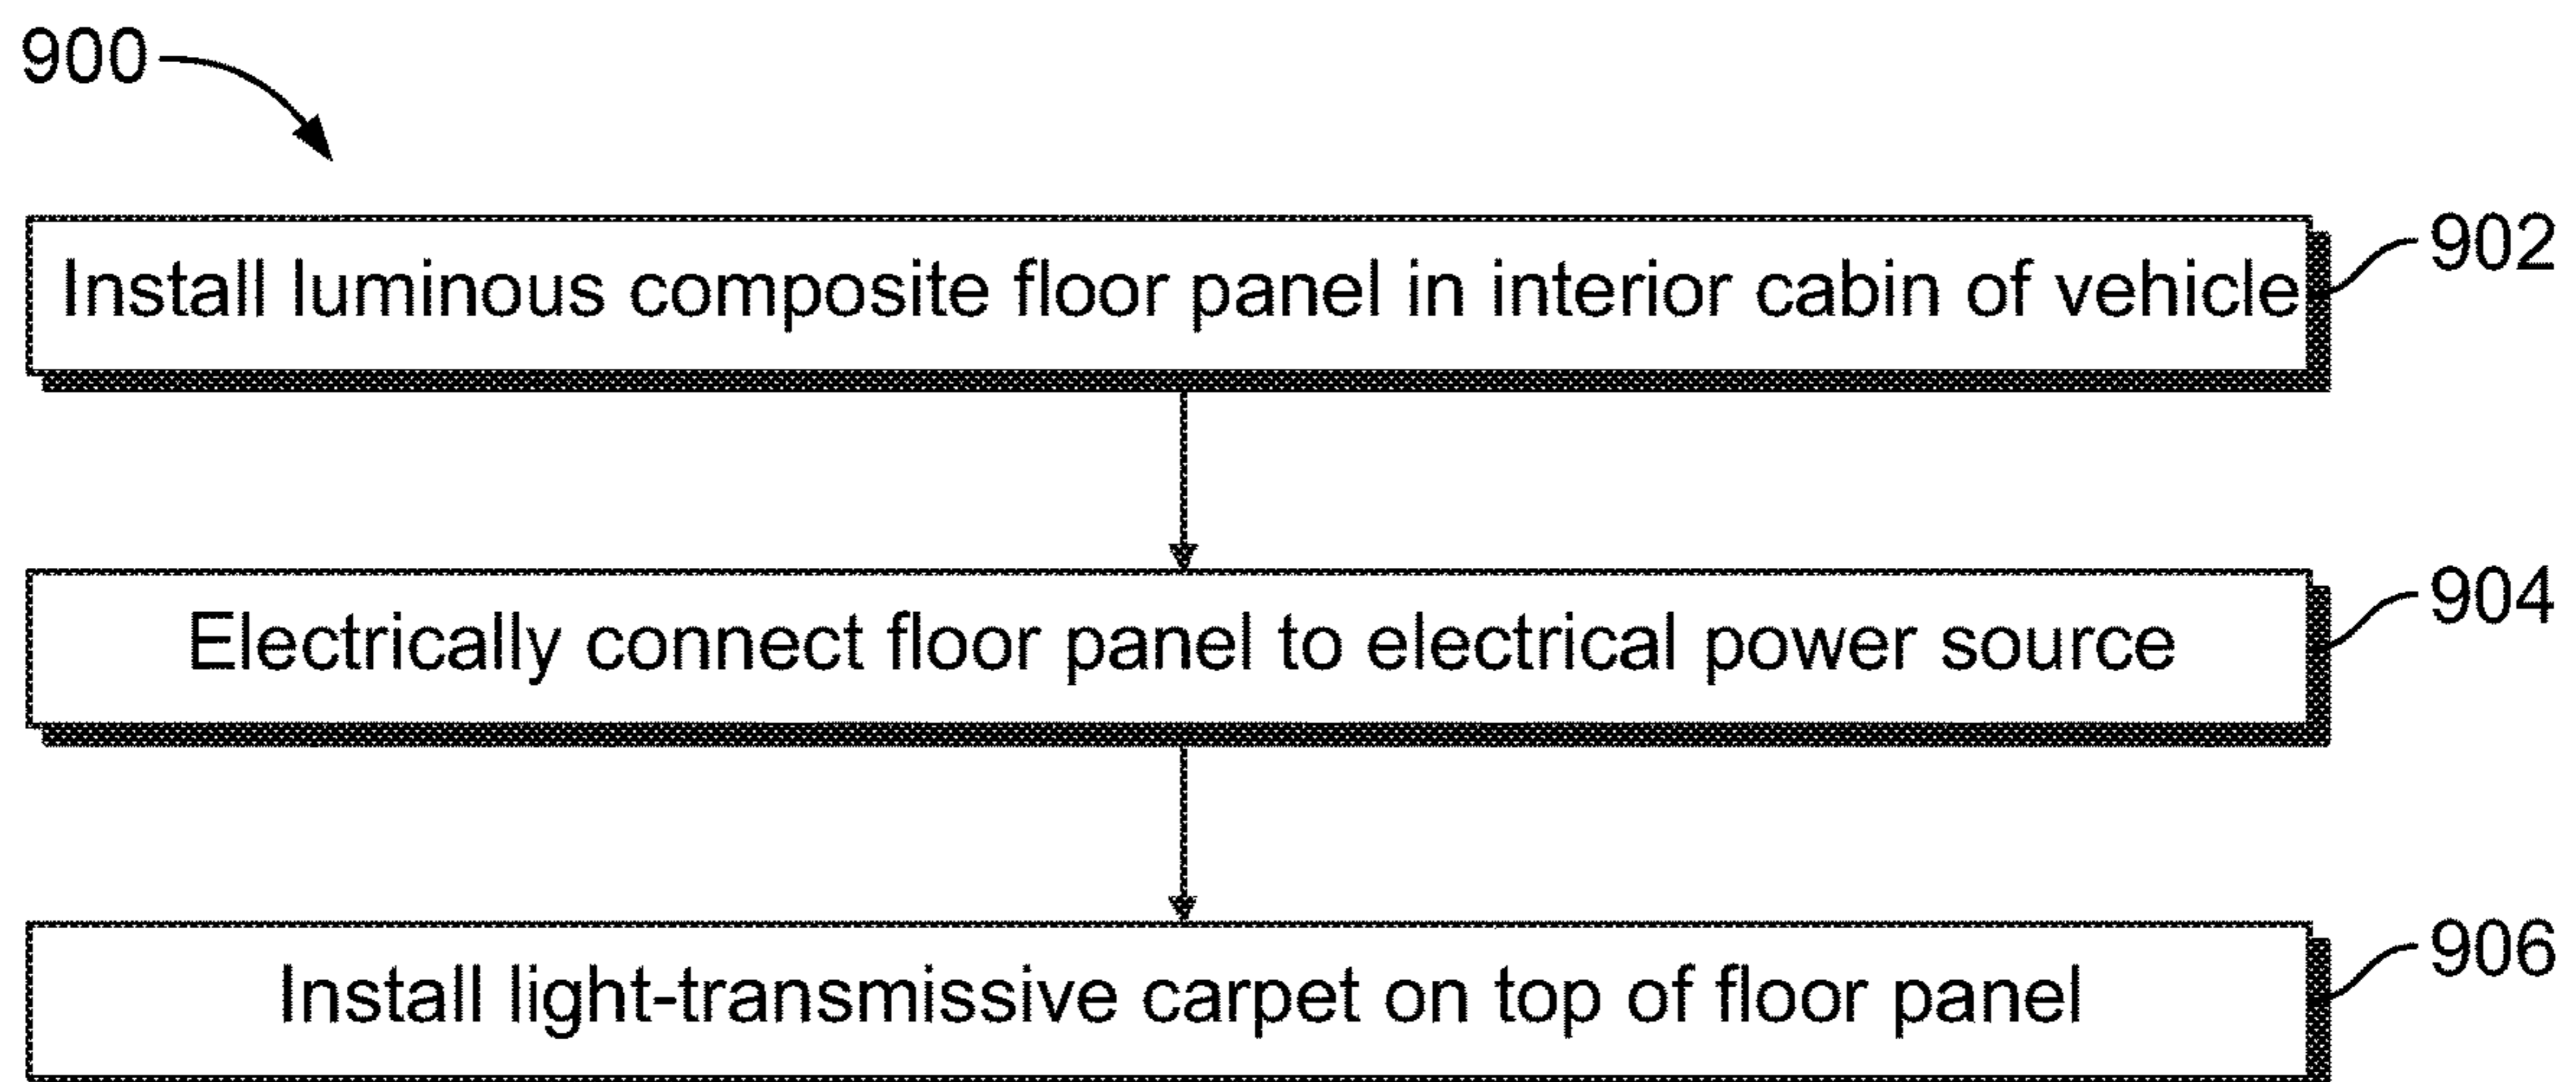 900
Install luminous composite floor panel in interior cabin of vehicle
902
Electrically connect floor panel to electrical power source
904
Install light-transmissive carpet on top of floor panel
906